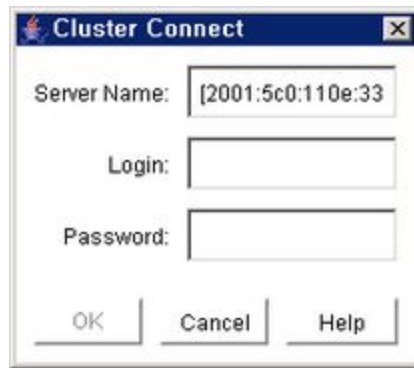 Cluster Connect
Server Name: [2001:5c0:110e:33
Login:
Password:
OK Cancel Help